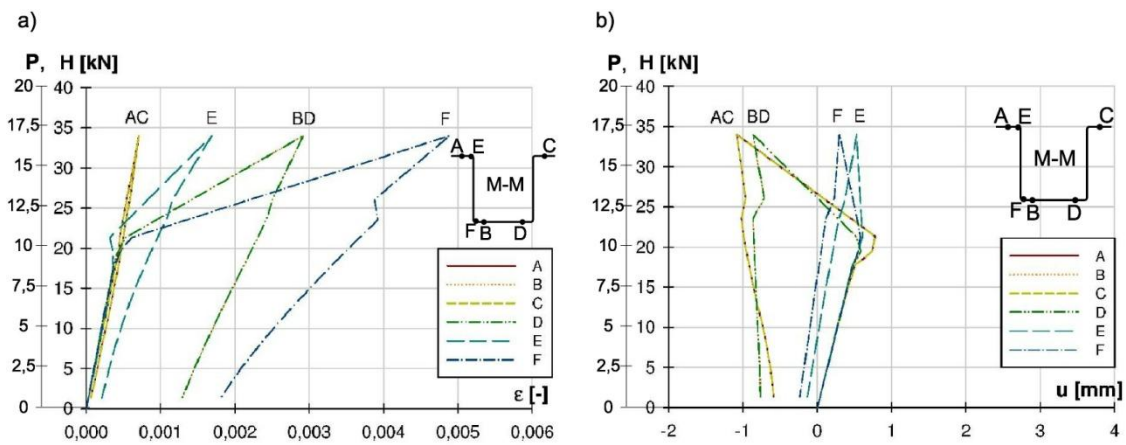 a)
P, H [kN]
20
40
17,5
35
15
30
12,5
25
10
20
7,5
15
5
10
2,5
5
0
0
0,000 0,001 0,002 0,003 0,004 0,005 0,006
ε [-]
AC E BD F
A E C
M-M
F B D
A
B
C
D
E
F
b)
P, H [kN]
20
40
17,5
35
15
30
12,5
25
10
20
7,5
15
5
10
2,5
5
0
0
-2 -1 0 1 2 3 4
u [mm]
AC BD F E
A E C
M-M
F B D
A
B
C
D
E
F